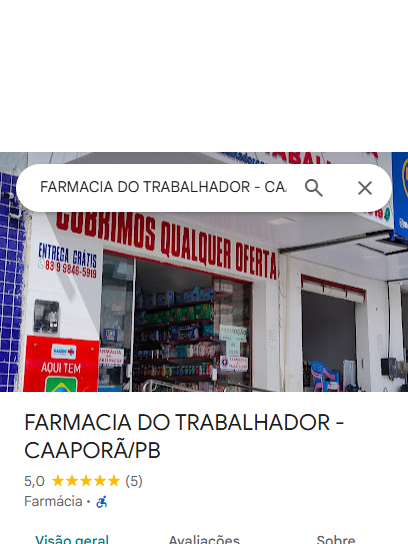 FARMACIA DO TRABALHADOR - CAA
COBRIMOS QUALQUER OFERTA
ENTREGA GRÁTIS
83 9 9846-5919
AQUI TEM
FARMACIA DO TRABALHADOR -
CAAPORÃ/PB
5,0 ★★★★★ (5)
Farmácia ·
Visão geral Avaliações Sobre